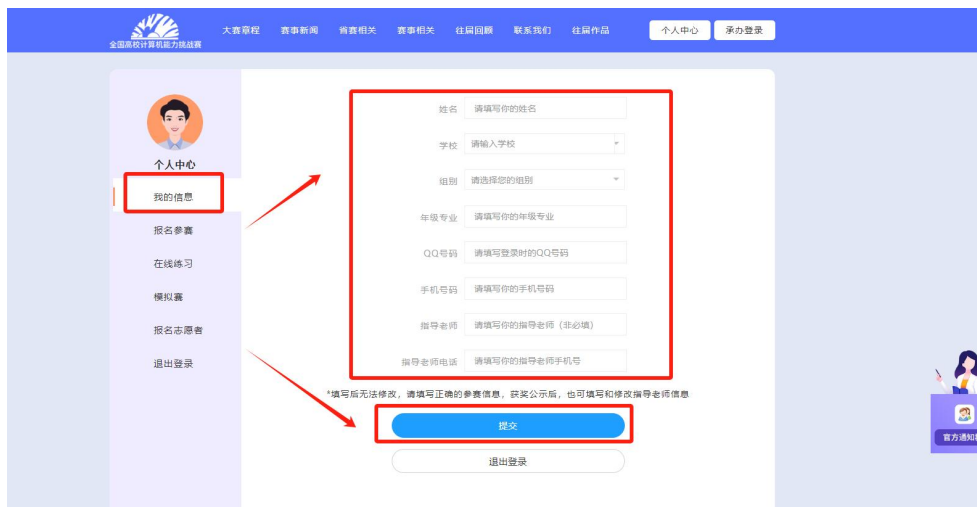 全国高校计算机能力挑战赛
大赛章程 赛事新闻 省赛相关 赛事相关 往届回顾 联系我们 往届作品 个人中心 承办登录
个人中心
我的信息
报名参赛
在线练习
模拟赛
报名志愿者
退出登录
姓名 请填写你的姓名
学校 请输入学校
组别 请选择您的组别
年级专业 请填写你的年级专业
QQ号码 请填写登录时的QQ号码
手机号码 请填写你的手机号码
指导老师 请填写你的指导老师（非必填）
指导老师电话 请填写你的指导老师手机号
*填写后无法修改，请填写正确的参赛信息，获奖公示后，也可填写和修改指导老师信息
提交
退出登录
官方通知